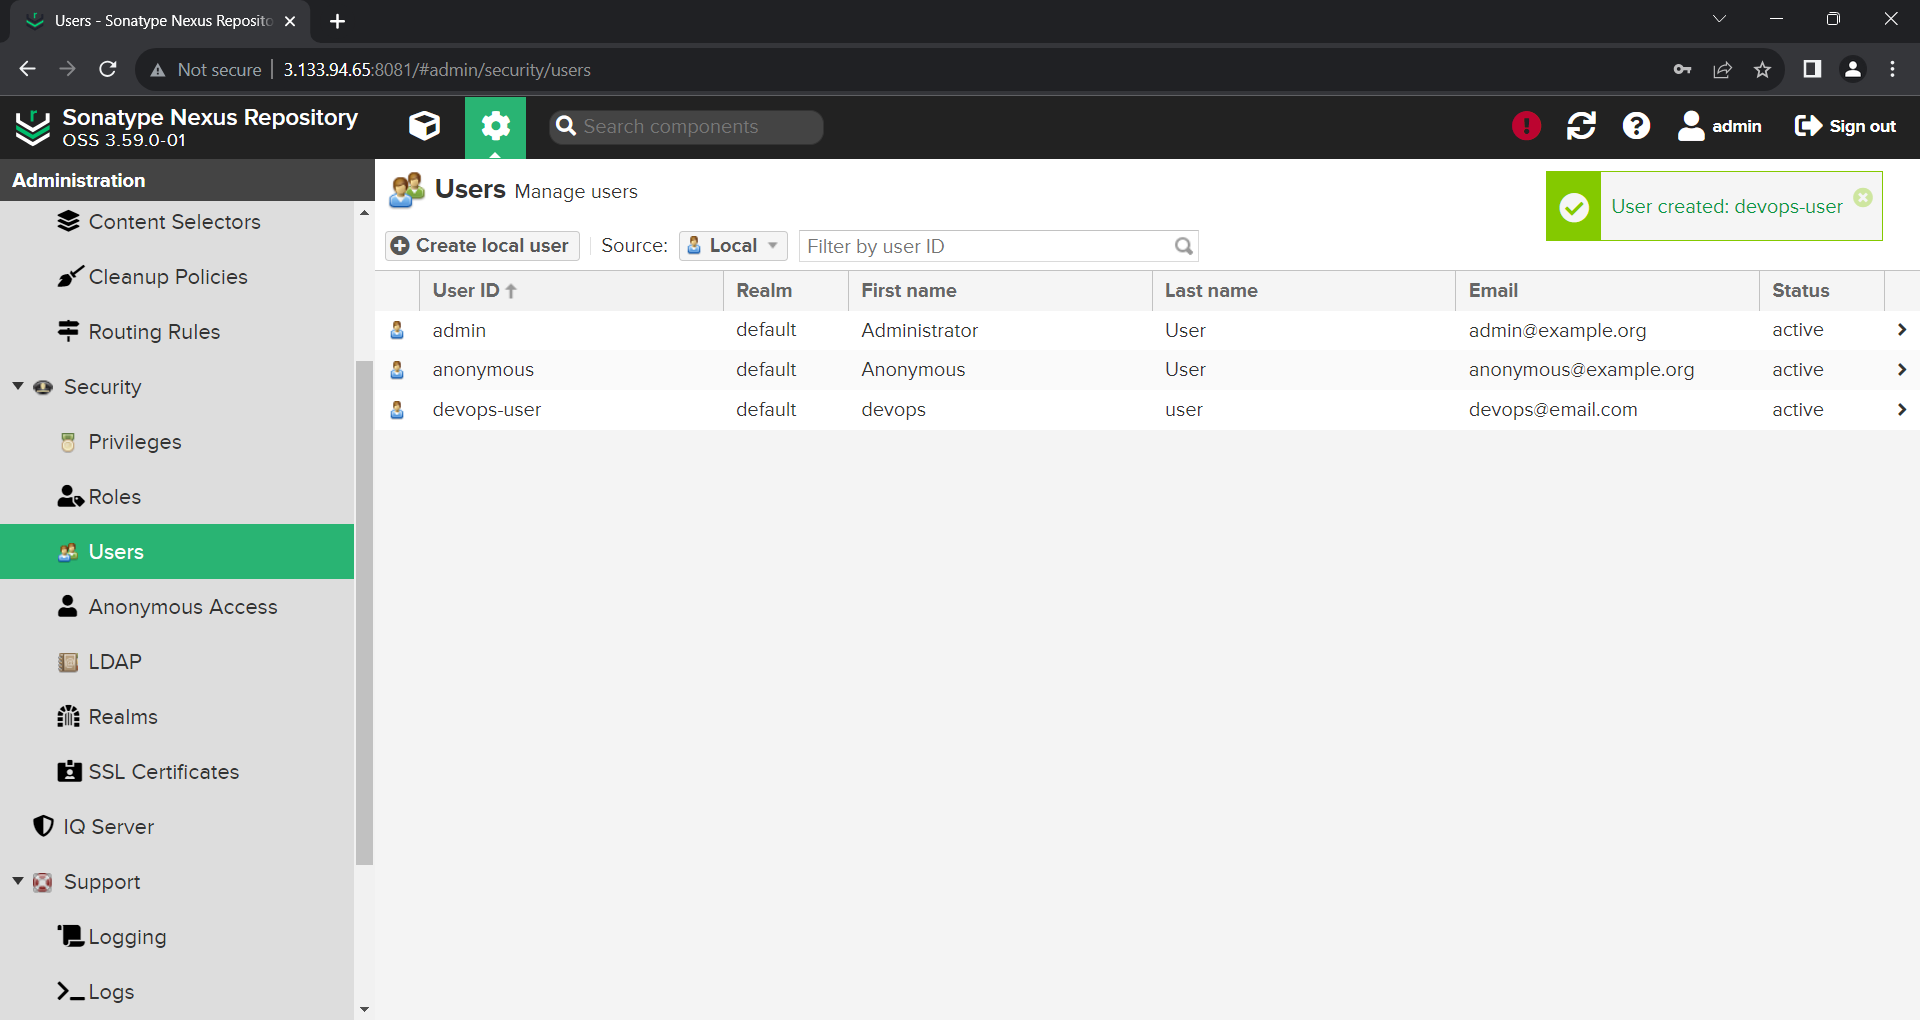 Users - Sonatype Nexus Reposito
Not secure
3.133.94.65:8081/#admin/security/users
Sonatype Nexus Repository
OSS 3.59.0-01
Search components
admin
Sign out
Administration
Content Selectors
Cleanup Policies
Routing Rules
Security
Privileges
Roles
Users
Anonymous Access
LDAP
Realms
SSL Certificates
IQ Server
Support
Logging
Logs
Users Manage users
User created: devops-user
Create local user Source: Local Filter by user ID
User ID Realm First name Last name Email Status
admin default Administrator User admin@example.org active
anonymous default Anonymous User anonymous@example.org active
devops-user default devops user devops@email.com active